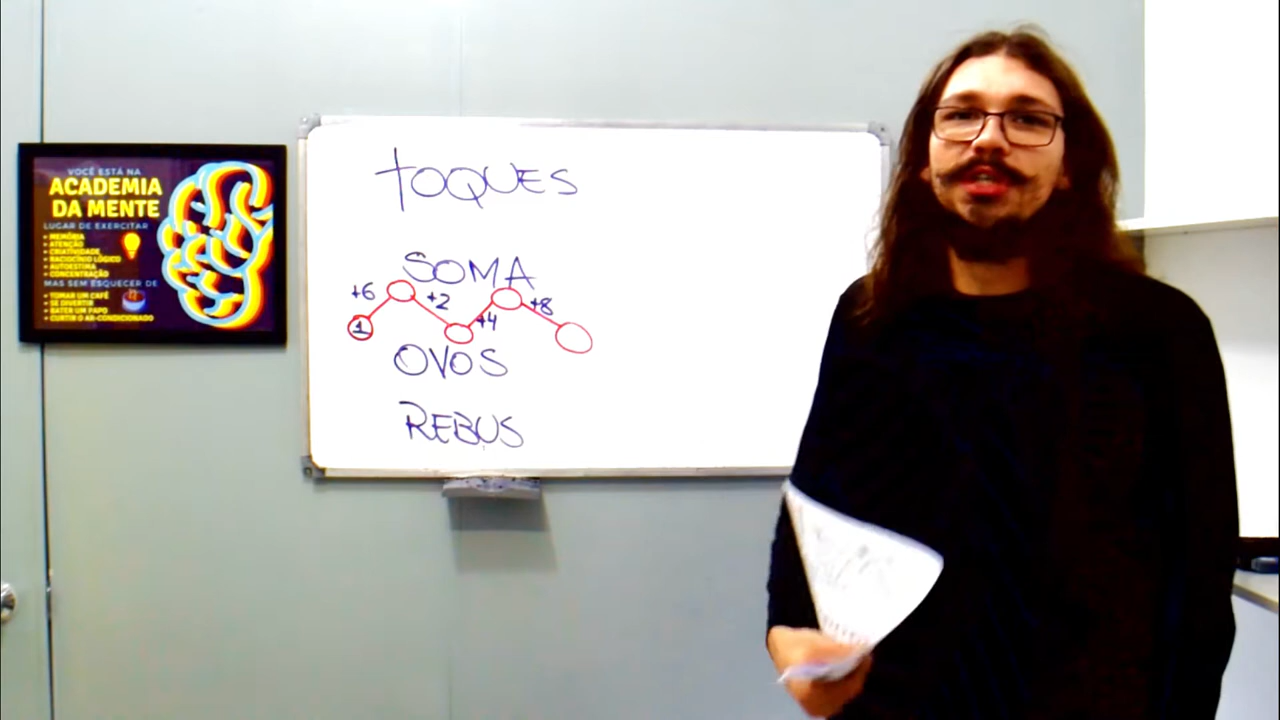 VOCÊ ESTÁ NA
ACADEMIA
DA MENTE
LUGAR DE EXERCITAR
• MEMÓRIA
• ATENÇÃO
• CRIATIVIDADE
• RACIOCÍNIO LÓGICO
• AUTOESTIMA
• CONCENTRAÇÃO
MAS SEM ESQUECER DE
• TOMAR UM CAFÉ
• SE DIVERTIR
• BATER UM PAPO
• CURTIR O AR-CONDICIONADO
TOQUES
SOMA
+6 +2 +4 +8
1
OVOS
REBUS